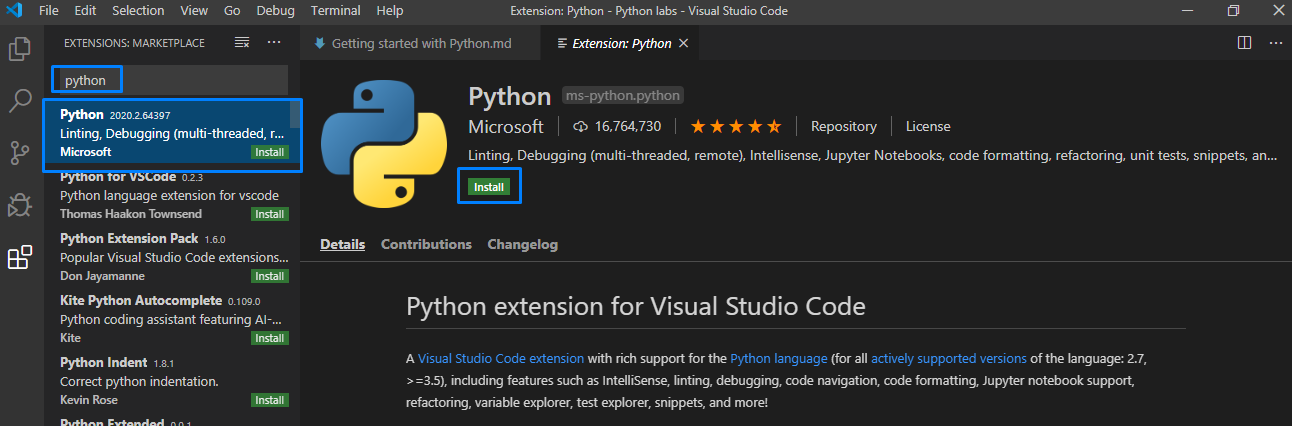 File Edit Selection View Go Debug Terminal Help Extension: Python - Python labs - Visual Studio Code
EXTENSIONS: MARKETPLACE
python
Python 2020.2.64397
Linting, Debugging (multi-threaded, r...
Microsoft Install
Python for VSCode 0.2.3
Python language extension for vscode
Thomas Haakon Townsend Install
Python Extension Pack 1.6.0
Popular Visual Studio Code extensions...
Don Jayamanne Install
Kite Python Autocomplete 0.109.0
Python coding assistant featuring AI-...
Kite Install
Python Indent 1.8.1
Correct python indentation.
Kevin Rose Install
Python Extended 0.0.1
Getting started with Python.md Extension: Python
Python ms-python.python
Microsoft 16,764,730 Repository License
Linting, Debugging (multi-threaded, remote), Intellisense, Jupyter Notebooks, code formatting, refactoring, unit tests, snippets, an...
Install
Details Contributions Changelog
Python extension for Visual Studio Code
A Visual Studio Code extension with rich support for the Python language (for all actively supported versions of the language: 2.7,
>=3.5), including features such as IntelliSense, linting, debugging, code navigation, code formatting, Jupyter notebook support,
refactoring, variable explorer, test explorer, snippets, and more!